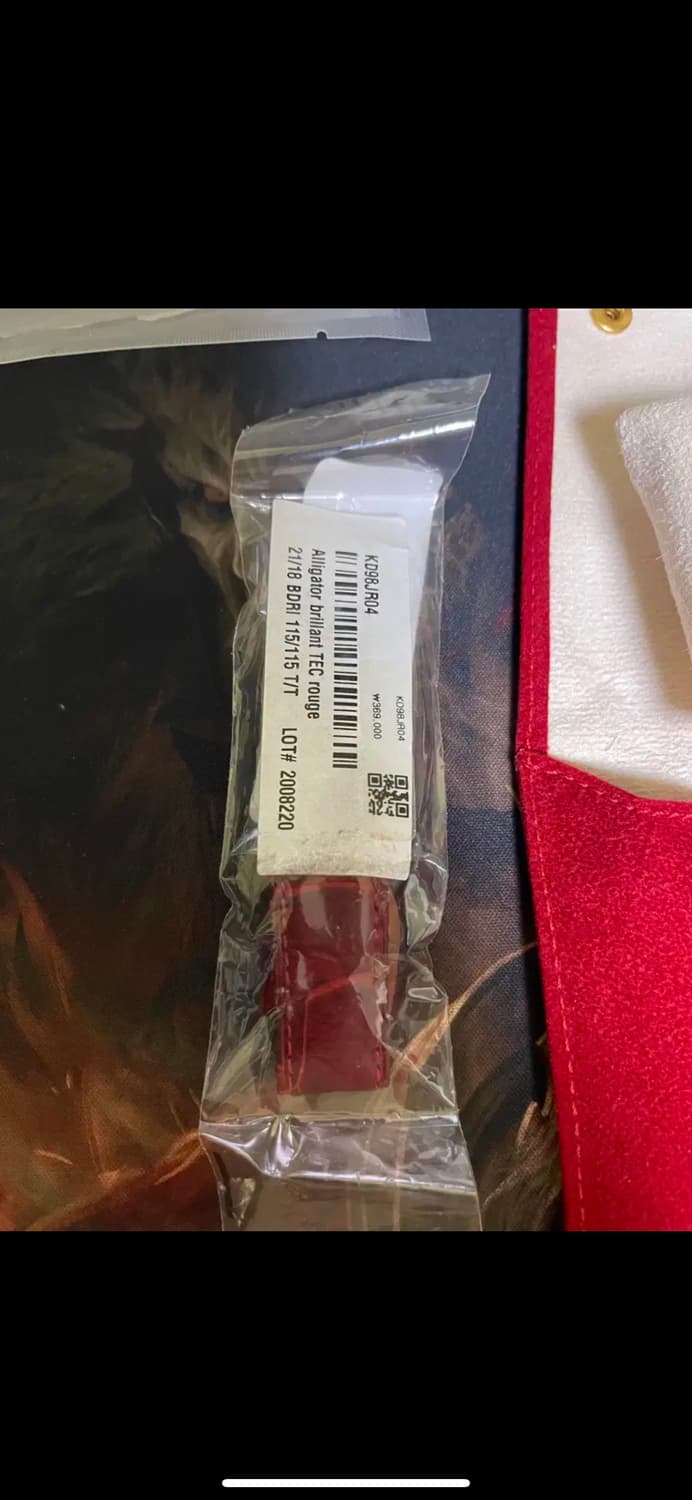 KD98JR04
KD98JR04
₩369,000
Alligator brillant TEC rouge
21/18 BDRI 115/115 T/T LOT# 2008220